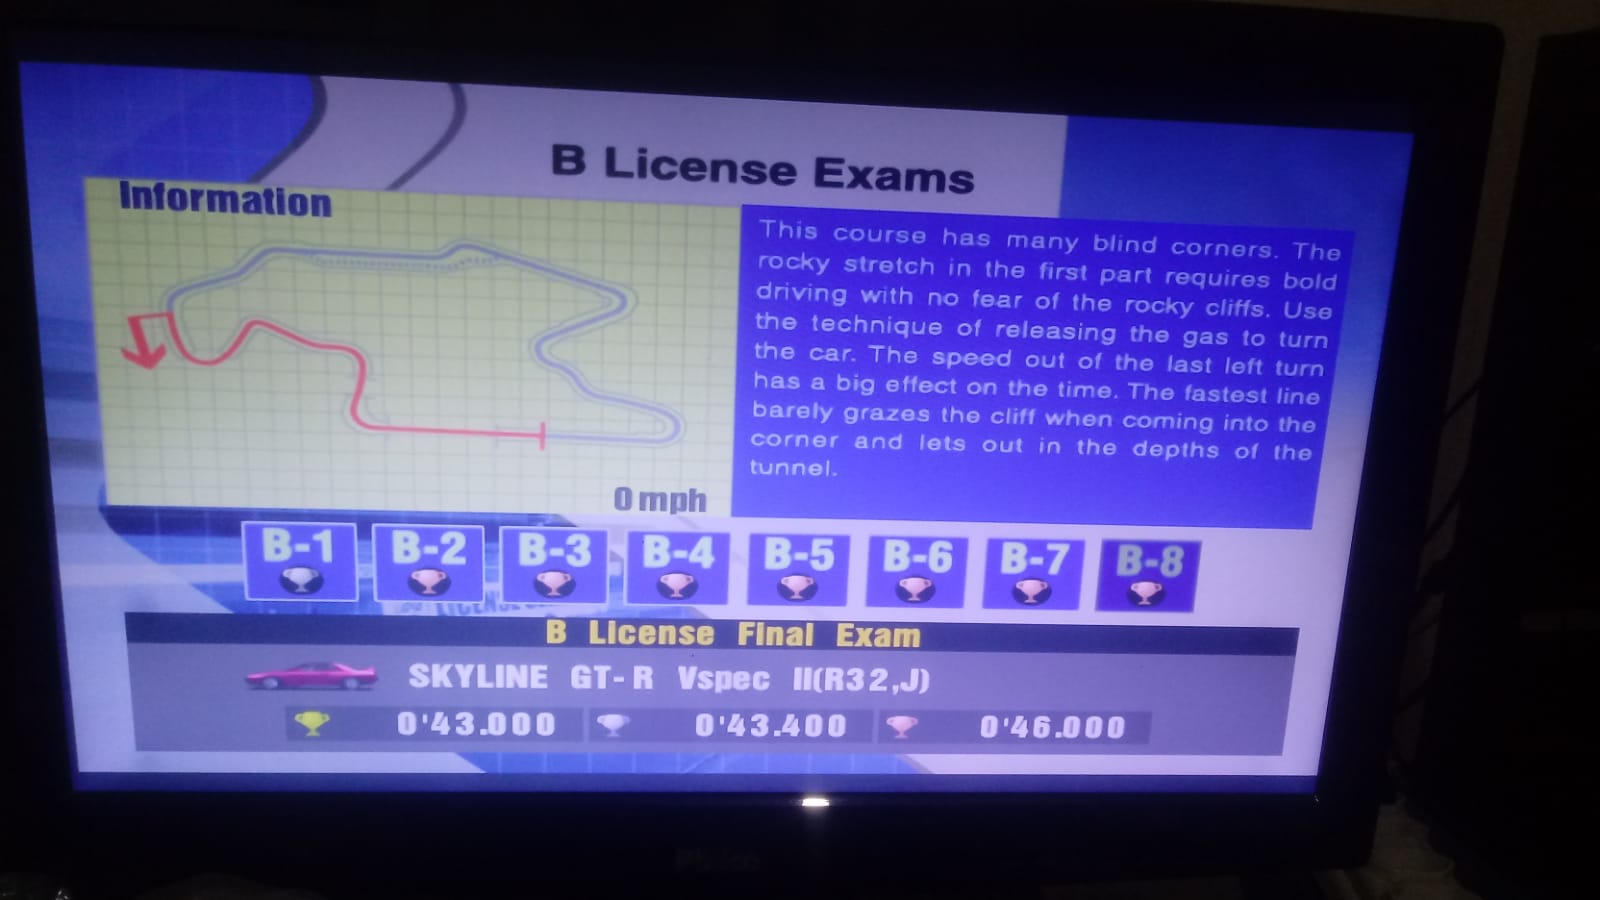 B License Exams
Information
This course has many blind corners. The
rocky stretch in the first part requires bold
driving with no fear of the rocky cliffs. Use
the technique of releasing the gas to turn
the car. The speed out of the last left turn
has a big effect on the time. The fastest line
barely grazes the cliff when coming into the
corner and lets out in the depths of the
tunnel.
0 mph
B-1 B-2 B-3 B-4 B-5 B-6 B-7 B-8
B License Final Exam
SKYLINE GT-R Vspec II(R32,J)
0'43.000 0'43.400 0'46.000